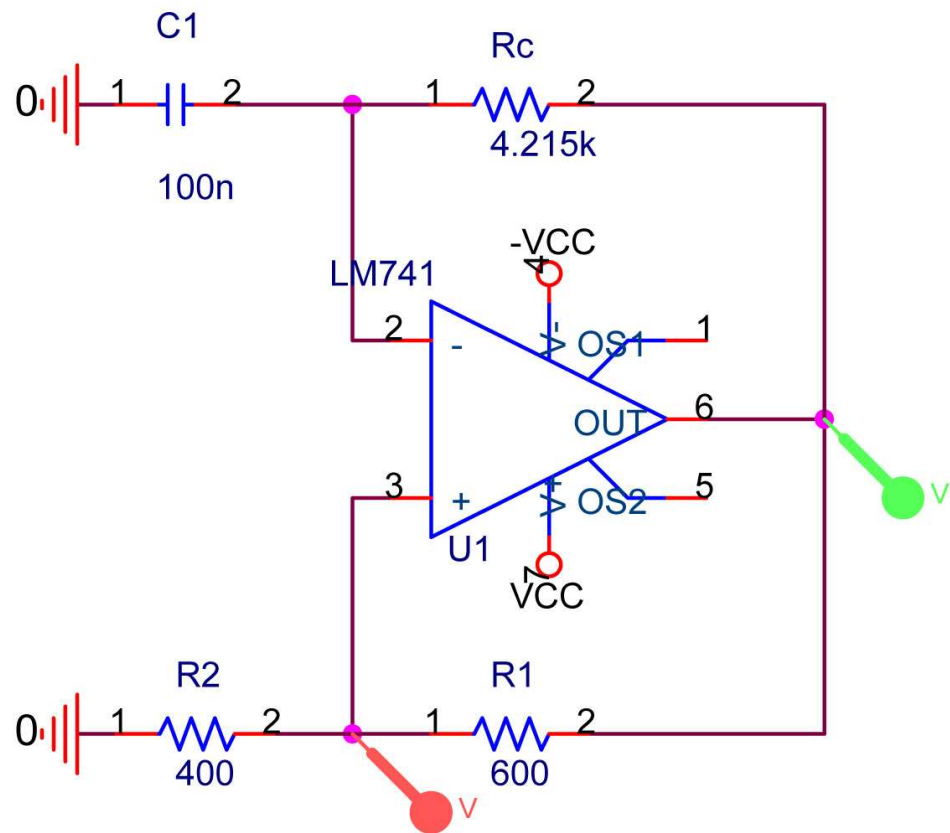 C1
Rc
0 1 2 1 2
4.215k
100n
-VCC
4
LM741
2 - V- OS1 1
OUT 6
3 + V+ OS2 5
V
U1
7
VCC
R2 R1
0 1 2 1 2
400 600
V